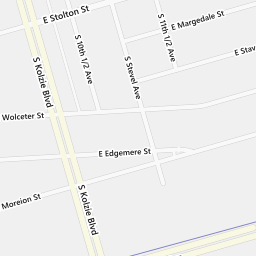 E Stolton St
E Margedale St
S 10th 1/2 Ave
S 11th 1/2 Ave
E Stav
S Kolzie Blvd
S Stevel Ave
Wolceter St
E Edgemere St
Moreion St
S Kolzie Blvd